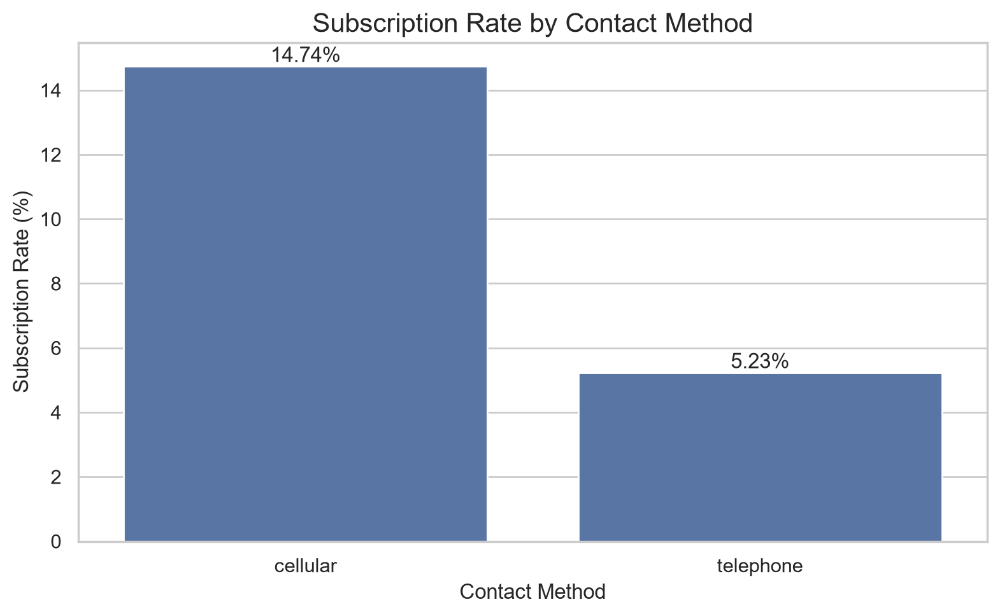 Subscription Rate by Contact Method
14.74%
14
12
10
8
6
5.23%
4
2
0
Subscription Rate (%)
cellular
telephone
Contact Method